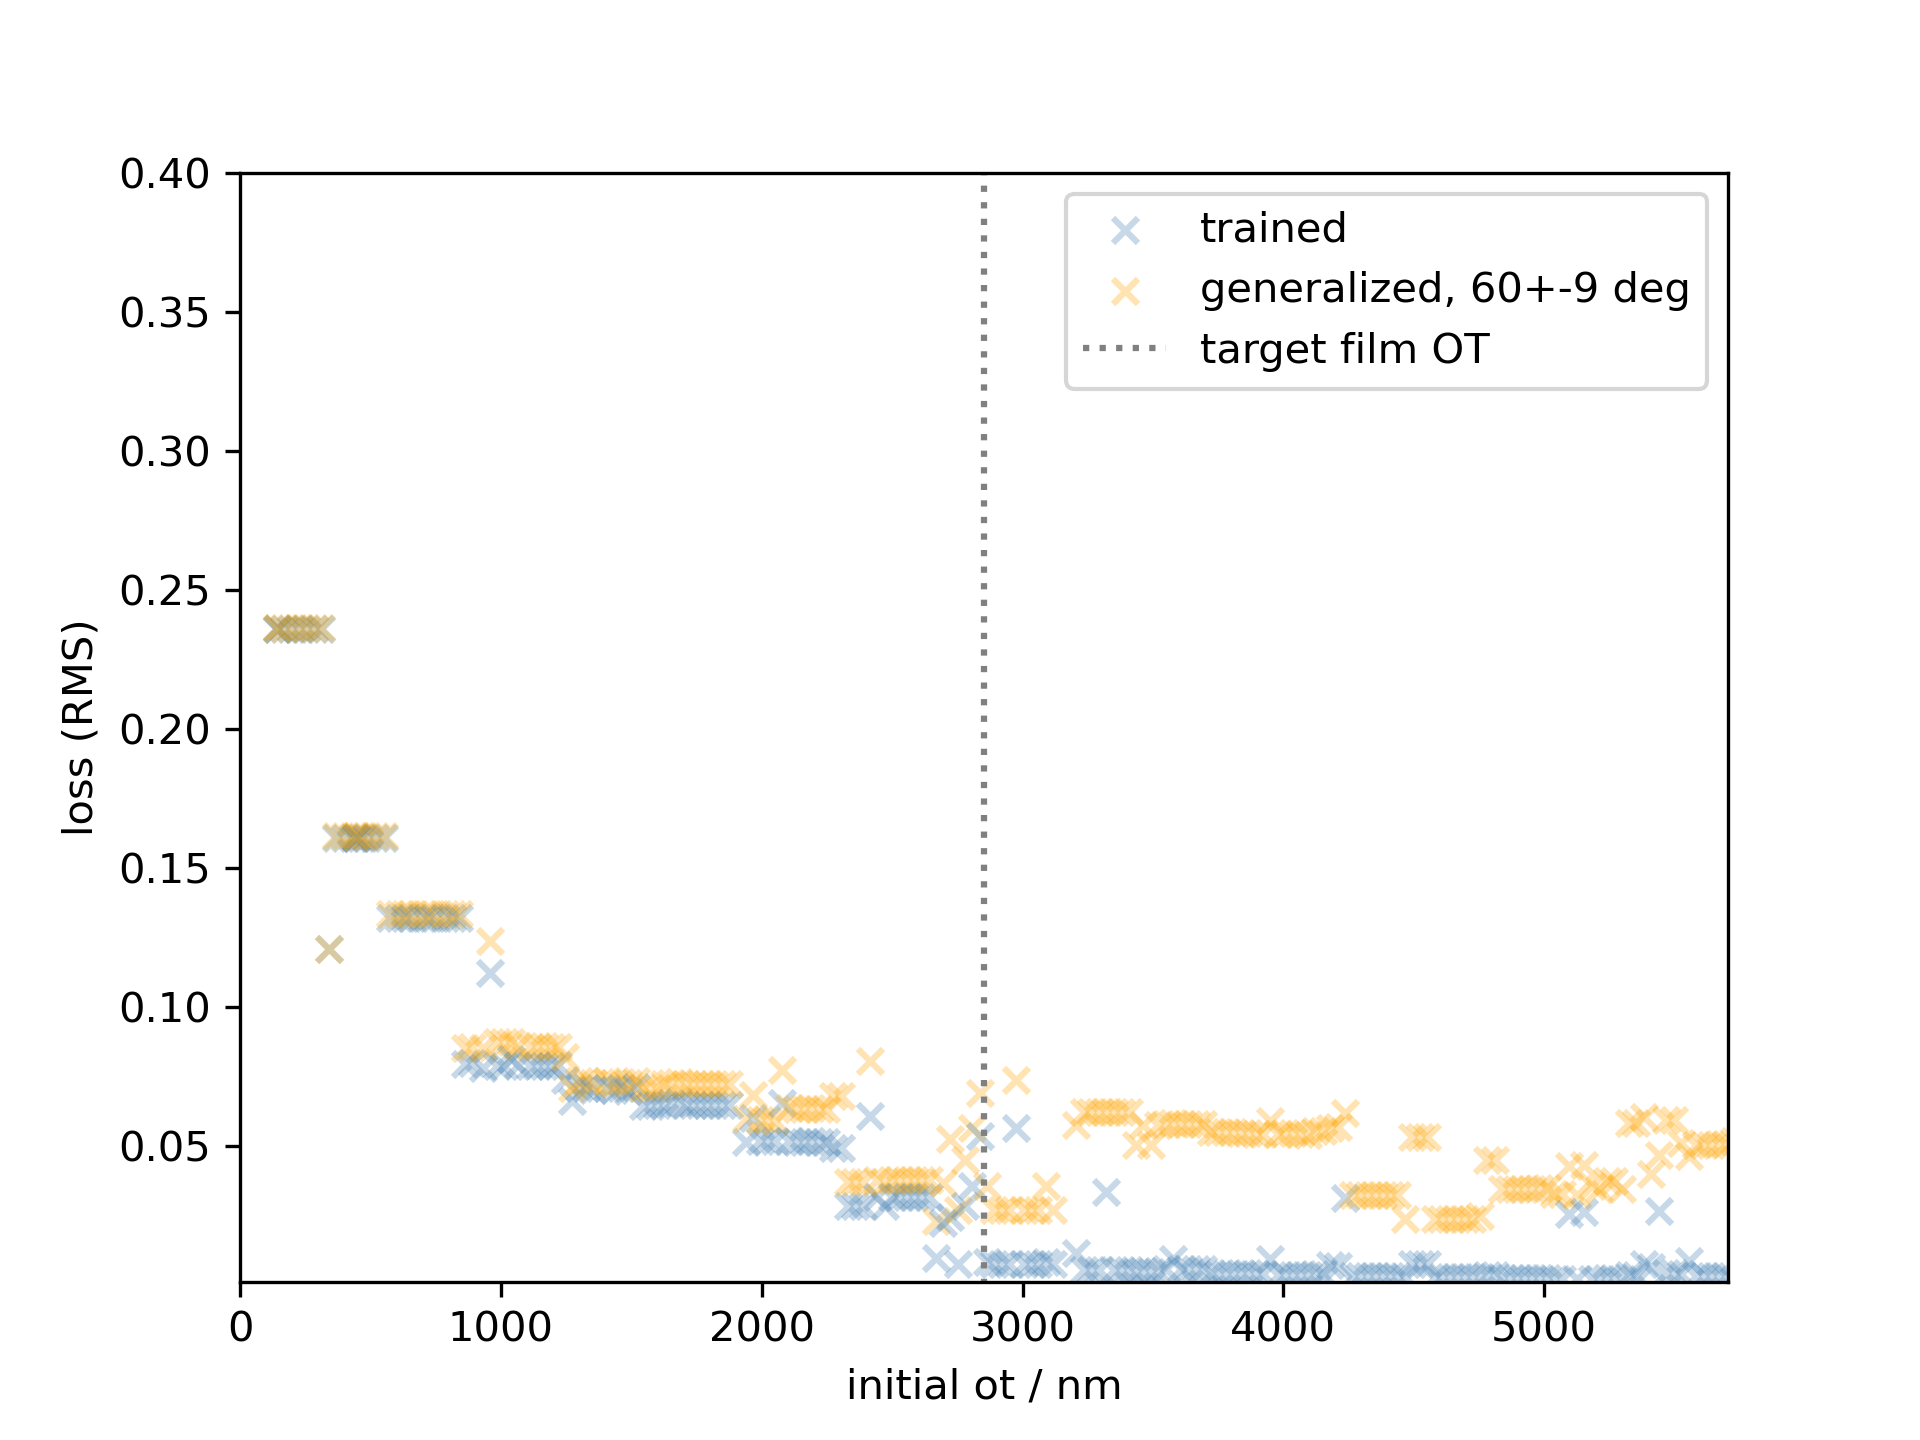 0.40
0.35
0.30
0.25
0.20
0.15
0.10
0.05
loss (RMS)
trained
generalized, 60+-9 deg
target film OT
0 1000 2000 3000 4000 5000
initial ot / nm